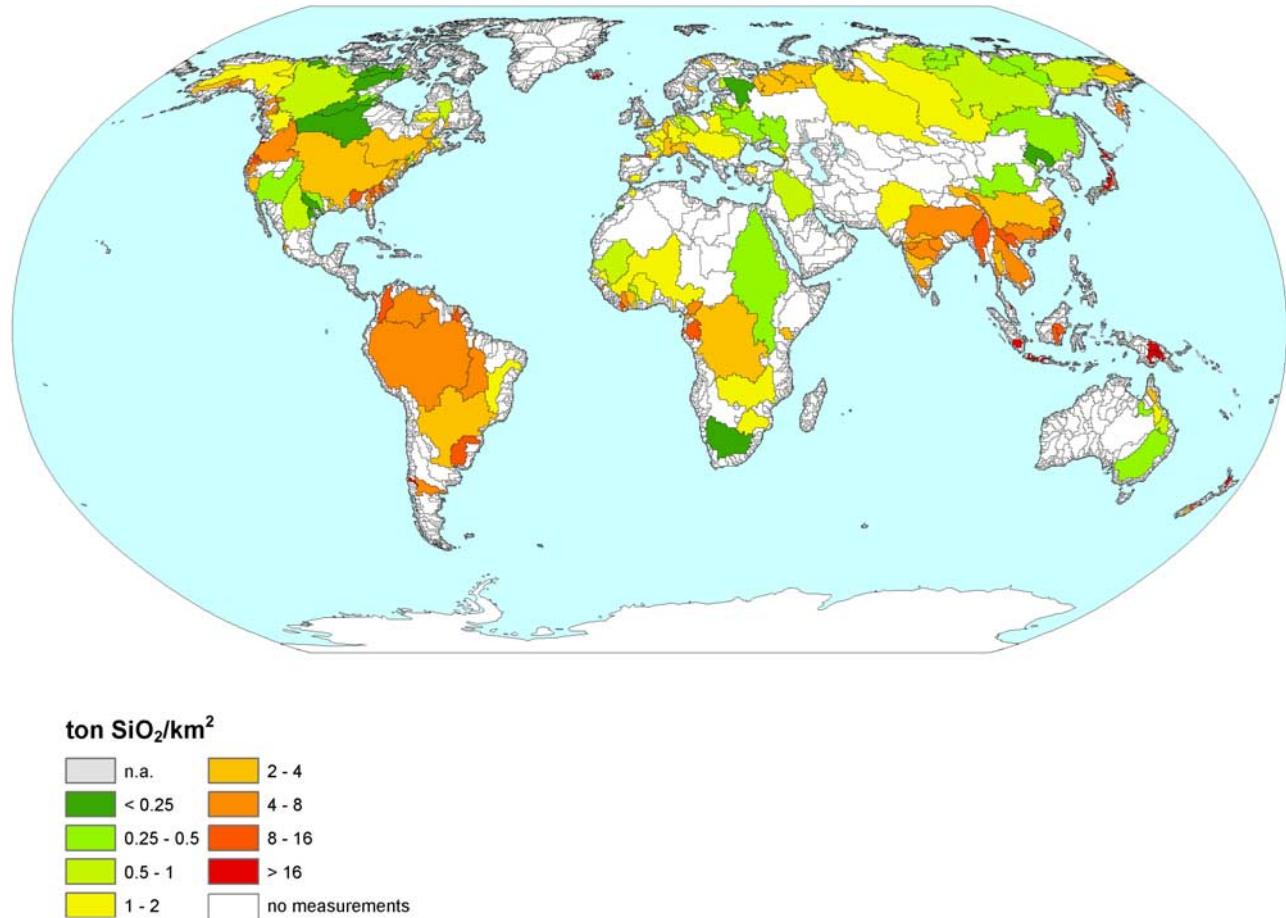 ton SiO₂/km²
n.a.
< 0.25
0.25 - 0.5
0.5 - 1
1 - 2
2 - 4
4 - 8
8 - 16
> 16
no measurements